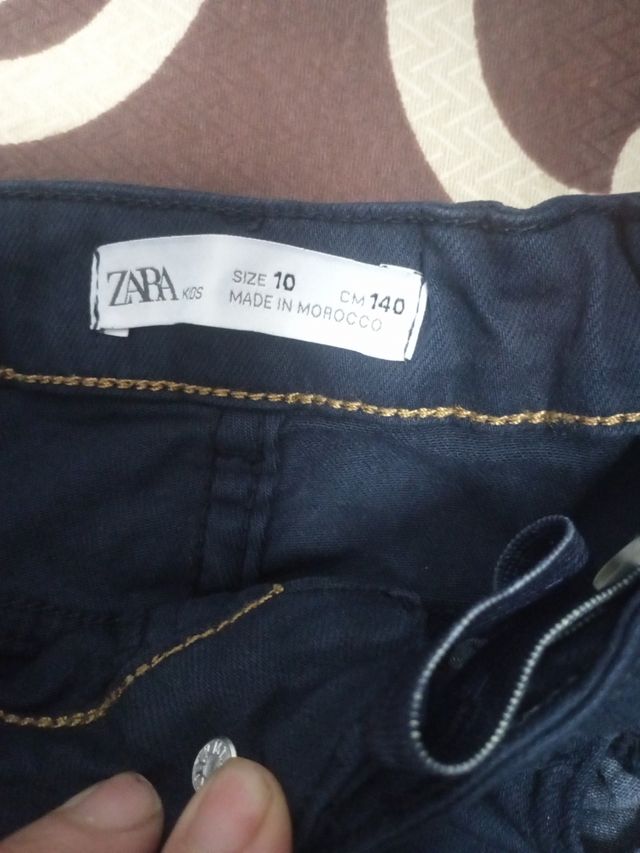 ZARA KIDS
SIZE 10 CM 140
MADE IN MOROCCO